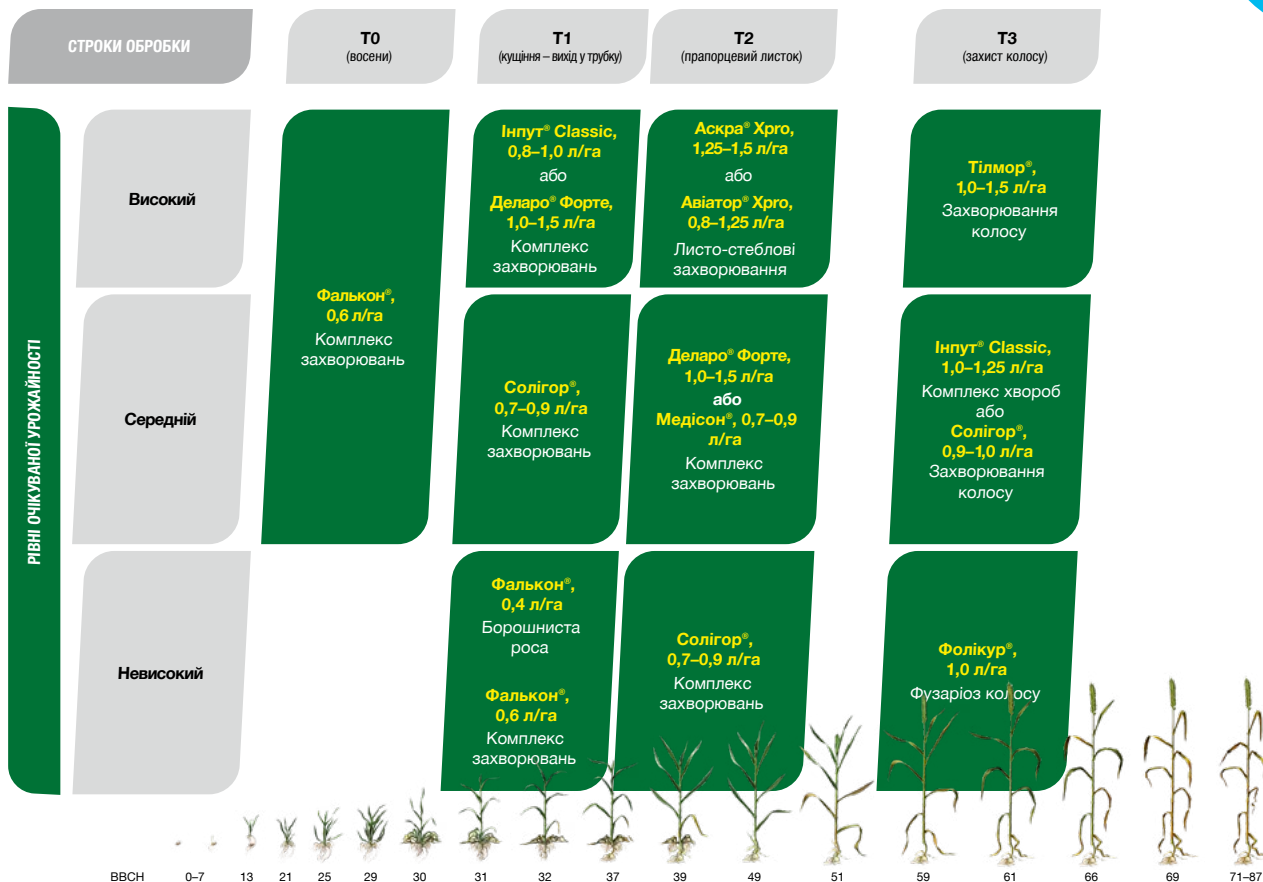 СТРОКИ ОБРОБКИ
T0
(восени)
T1
(кущіння – вихід у трубку)
T2
(прапорцевий листок)
T3
(захист колосу)
РІВНІ ОЧІКУВАНОЇ УРОЖАЙНОСТІ
Високий
Фалькон®,
0,6 л/га
Комплекс
захворювань
Інпут® Classic,
0,8–1,0 л/га
або
Деларо® Форте,
1,0–1,5 л/га
Комплекс
захворювань
Аскра® Xpro,
1,25–1,5 л/га
або
Авіатор® Xpro,
0,8–1,25 л/га
Листо-стеблові
захворювання
Тілмор®,
1,0–1,5 л/га
Захворювання
колосу
Середній
Солігор®,
0,7–0,9 л/га
Комплекс
захворювань
Деларо® Форте,
1,0–1,5 л/га
або
Медісон®, 0,7–0,9
л/га
Комплекс
захворювань
Інпут® Classic,
1,0–1,25 л/га
Комплекс хвороб
або
Солігор®,
0,9–1,0 л/га
Захворювання
колосу
Невисокий
Фалькон®,
0,4 л/га
Борошниста
роса
Фалькон®,
0,6 л/га
Комплекс
захворювань
Солігор®,
0,7–0,9 л/га
Комплекс
захворювань
Фолікур®,
1,0 л/га
Фузаріоз колосу
BBCH 0–7 13 21 25 29 30 31 32 37 39 49 51 59 61 66 69 71–87